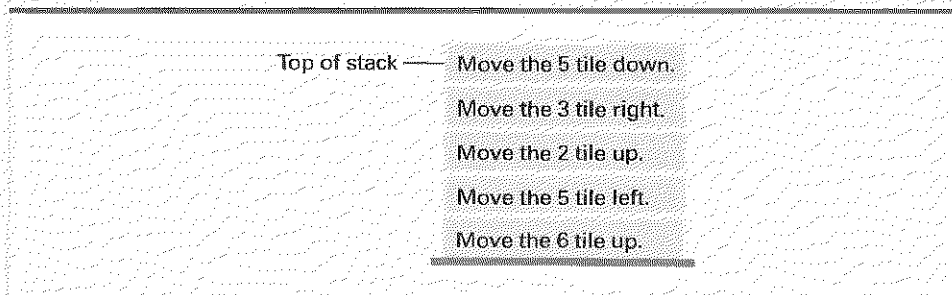 Top of stack Move the 5 tile down.
Move the 3 tile right.
Move the 2 tile up.
Move the 5 tile left.
Move the 6 tile up.